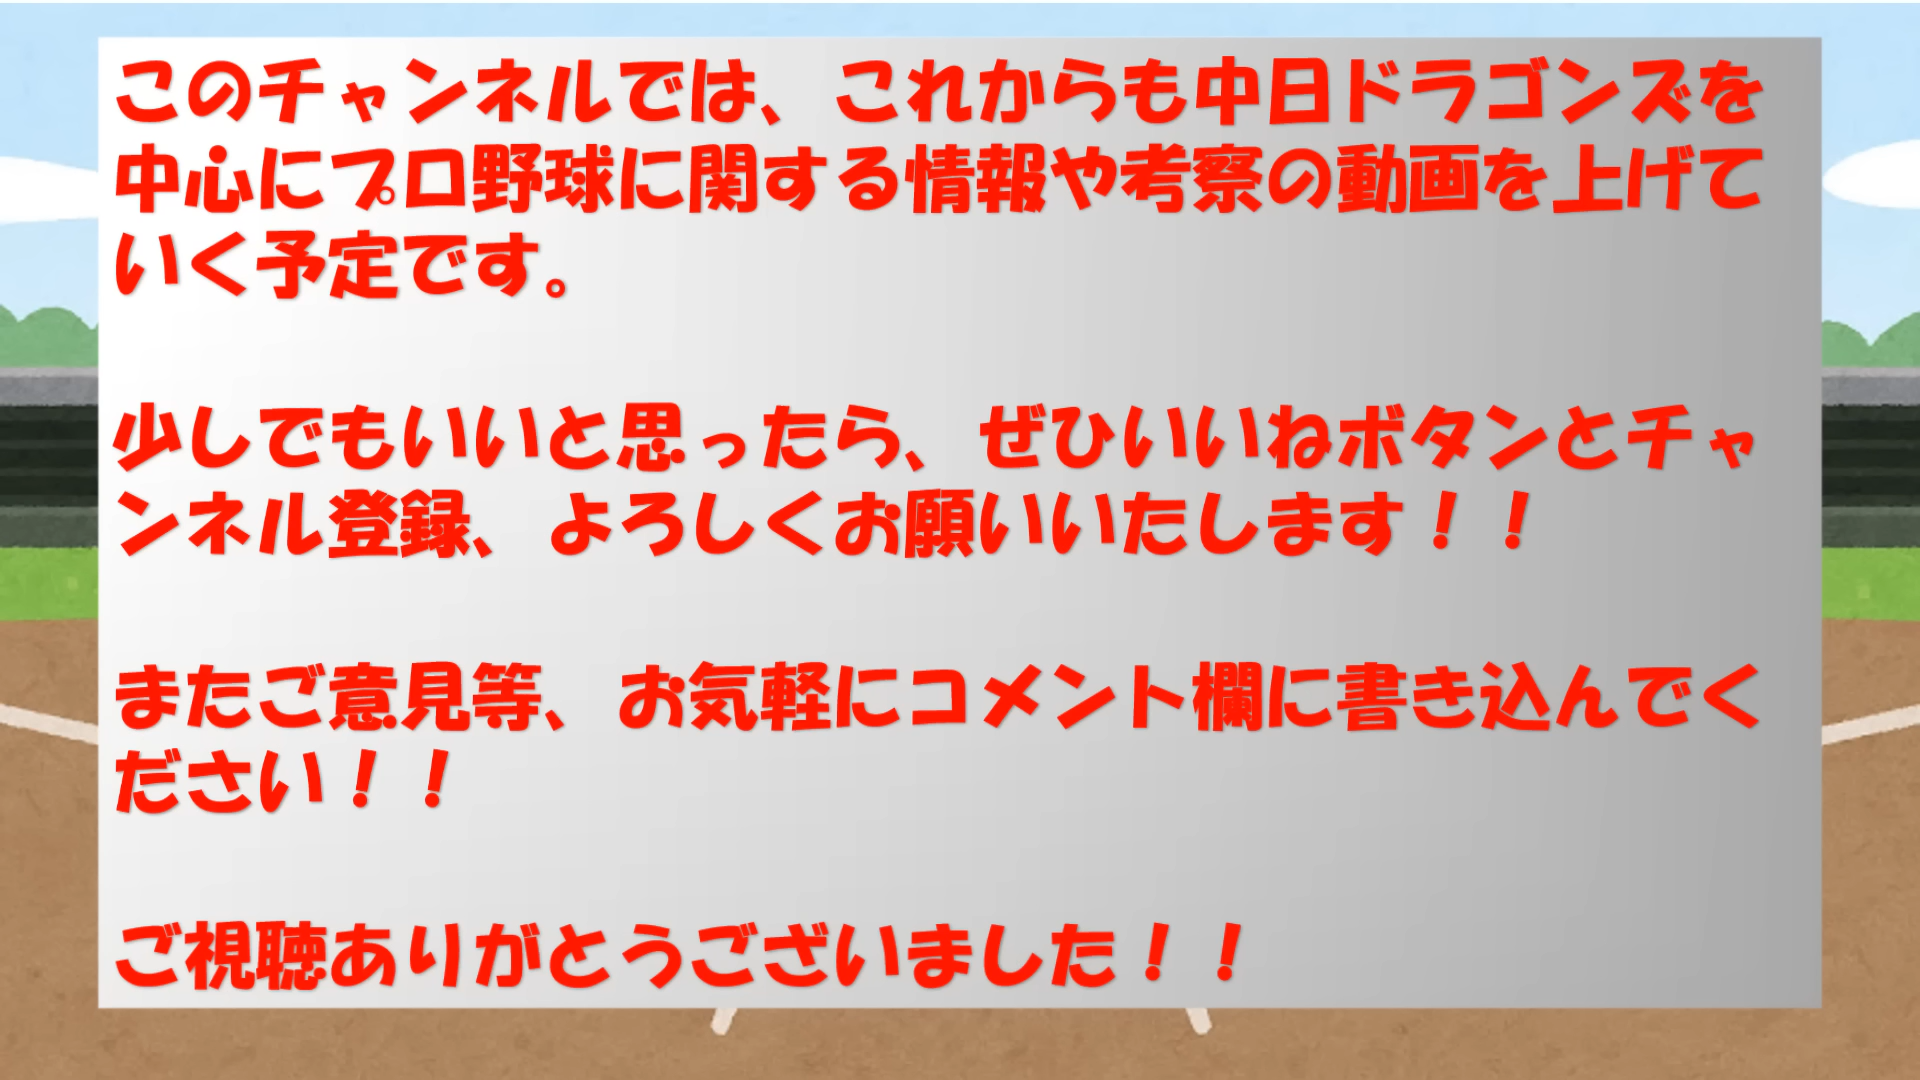 このチャンネルでは、これからも中日ドラゴンズを
中心にプロ野球に関する情報や考察の動画を上げて
いく予定です。
少しでもいいと思ったら、ぜひいいねボタンとチャ
ンネル登録、よろしくお願いいたします！！
またご意見等、お気軽にコメント欄に書き込んでく
ださい！！
ご視聴ありがとうございました！！